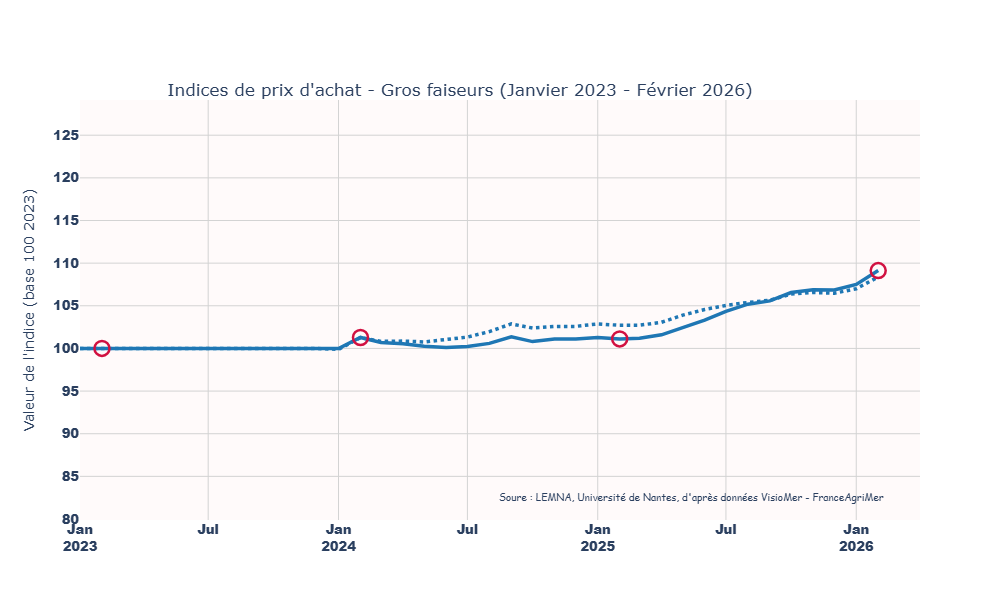 Indices de prix d'achat - Gros faiseurs (Janvier 2023 - Février 2026)
Valeur de l'Indice (base 100 2023)
125
120
115
110
105
100
95
90
85
80
Soure : LEMNA, Université de Nantes, d'après données VisioMer - FranceAgriMer
Jan Jul Jan Jul Jan Jul Jan
2023 2024 2025 2026